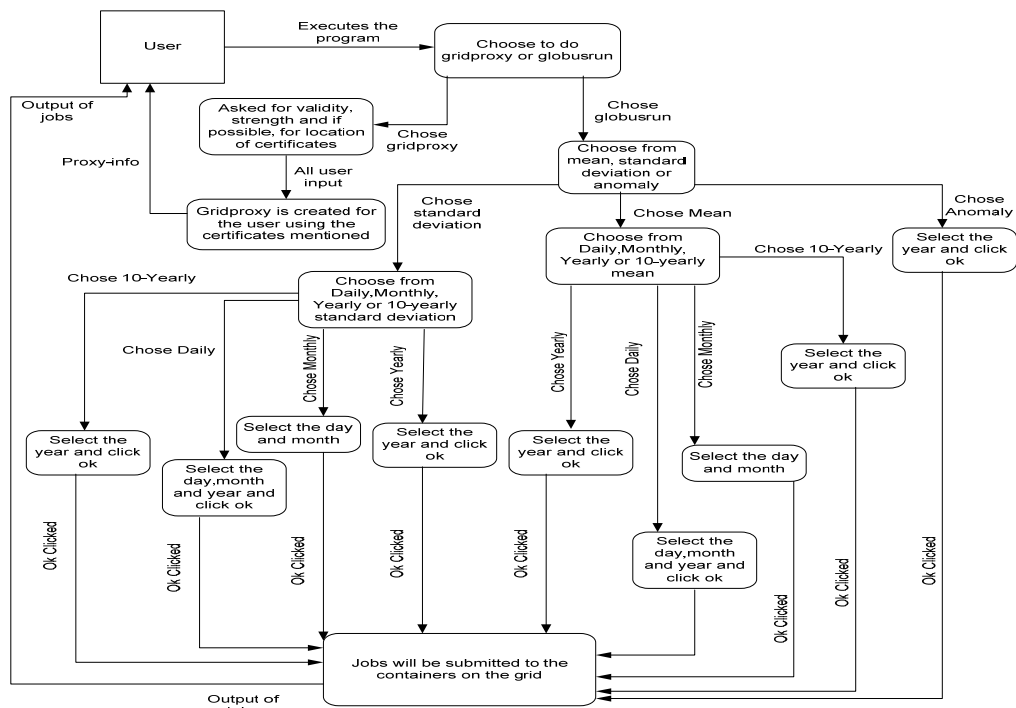 User
Executes the
program
Choose to do
gridproxy or globusrun
Output of
jobs
Proxy-info
Asked for validity,
strength and if
possible, for location
of certificates
Chose
gridproxy
Chose
globusrun
All user
input
Gridproxy is created for
the user using the
certificates mentioned
Choose from
mean, standard
deviation or
anomaly
Chose
standard
deviation
Chose Mean
Chose
Anomaly
Choose from
Daily,Monthly,
Yearly or 10-yearly
mean
Chose 10-Yearly
Select the
year and click
ok
Chose 10-Yearly
Choose from
Daily,Monthly,
Yearly or 10-yearly
standard deviation
Chose Daily
Chose Monthly
Chose Yearly
Chose Yearly
Chose Daily
Chose Monthly
Select the
year and click
ok
Select the
year and click
ok
Select the
day,month
and year and
click ok
Select the day
and month
Select the
year and click
ok
Select the
year and click
ok
Select the day
and month
Select the
day,month
and year and
click ok
Ok Clicked
Ok Clicked
Ok Clicked
Ok Clicked
Ok Clicked
Ok Clicked
Ok Clicked
Ok Clicked
Jobs will be submitted to the
containers on the grid
Output of